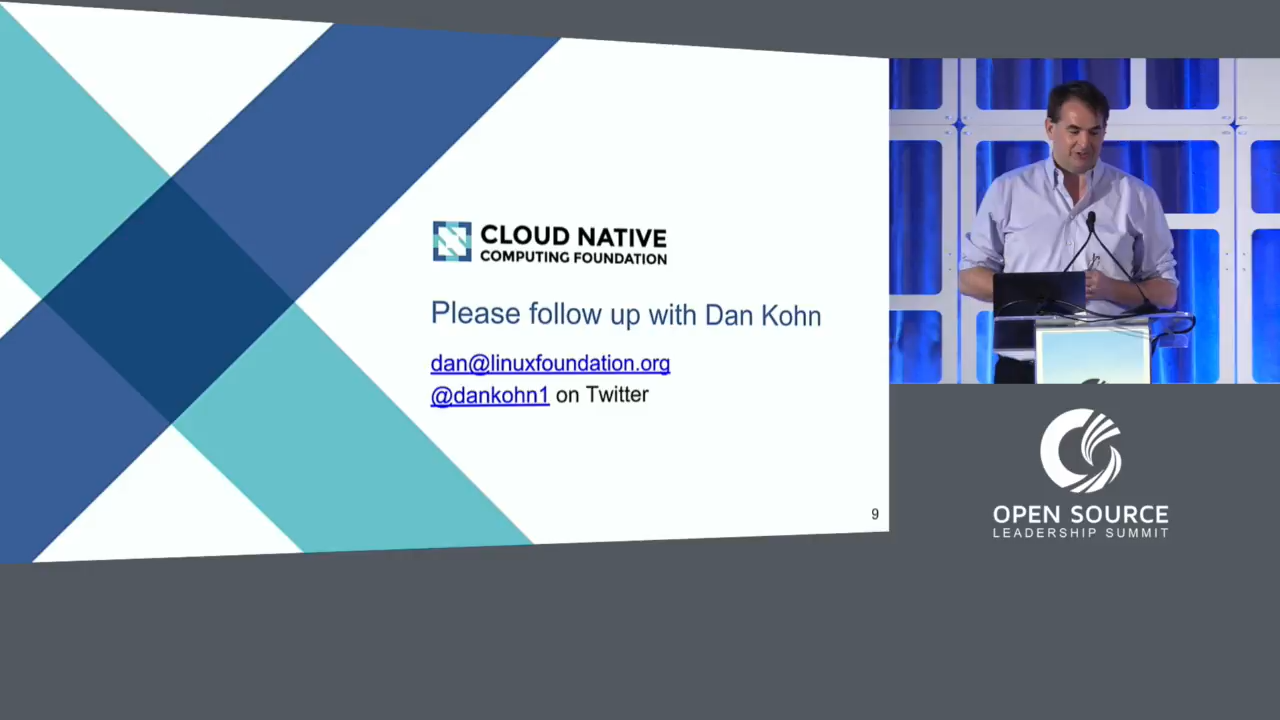 CLOUD NATIVE
COMPUTING FOUNDATION
Please follow up with Dan Kohn
dan@linuxfoundation.org
@dankohn1 on Twitter
9
OPEN SOURCE
LEADERSHIP SUMMIT